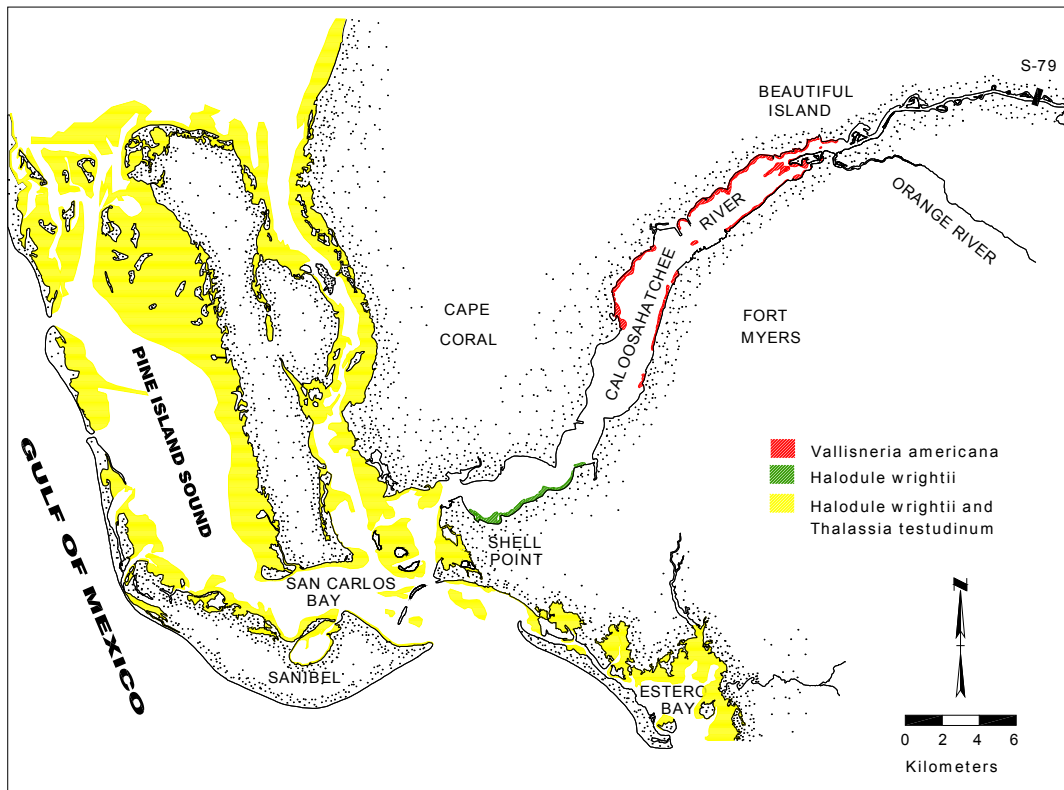 S-79
BEAUTIFUL
ISLAND
ORANGE RIVER
RIVER
CALOOSAHATCHEE
CAPE
CORAL
FORT
MYERS
PINE ISLAND SOUND
GULF OF MEXICO
Vallisneria americana
Halodule wrightii
Halodule wrightii and
Thalassia testudinum
SHELL
POINT
SAN CARLOS
BAY
SANIBEL
ESTERO
BAY
N
0 2 4 6
Kilometers